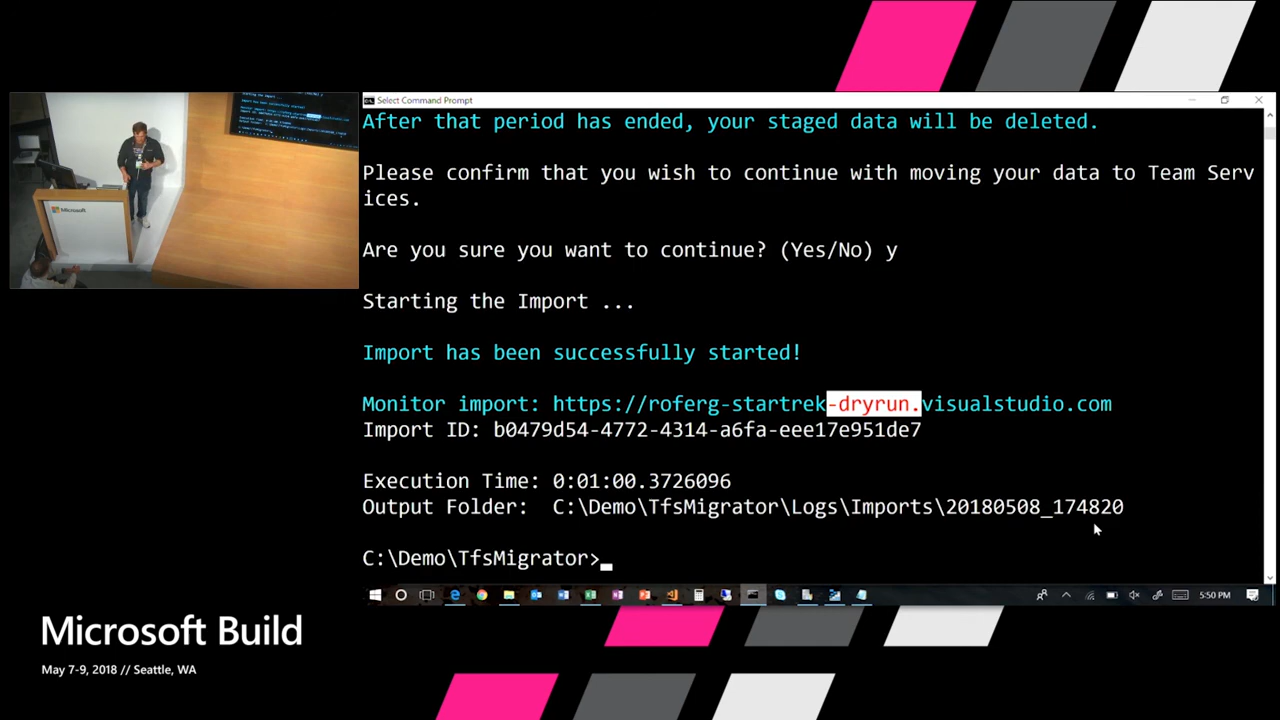 Select Command Prompt
After that period has ended, your staged data will be deleted.
Please confirm that you wish to continue with moving your data to Team Serv
ices.
Are you sure you want to continue? (Yes/No) y
Starting the Import ...
Import has been successfully started!
Monitor import: https://roferg-startrek-dryrun.visualstudio.com
Import ID: b0479d54-4772-4314-a6fa-eee17e951de7
Execution Time: 0:01:00.3726096
Output Folder:  C:\Demo\TfsMigrator\Logs\Imports\20180508_174820
C:\Demo\TfsMigrator>
5:50 PM
Microsoft
Microsoft Build
May 7-9, 2018 // Seattle, WA